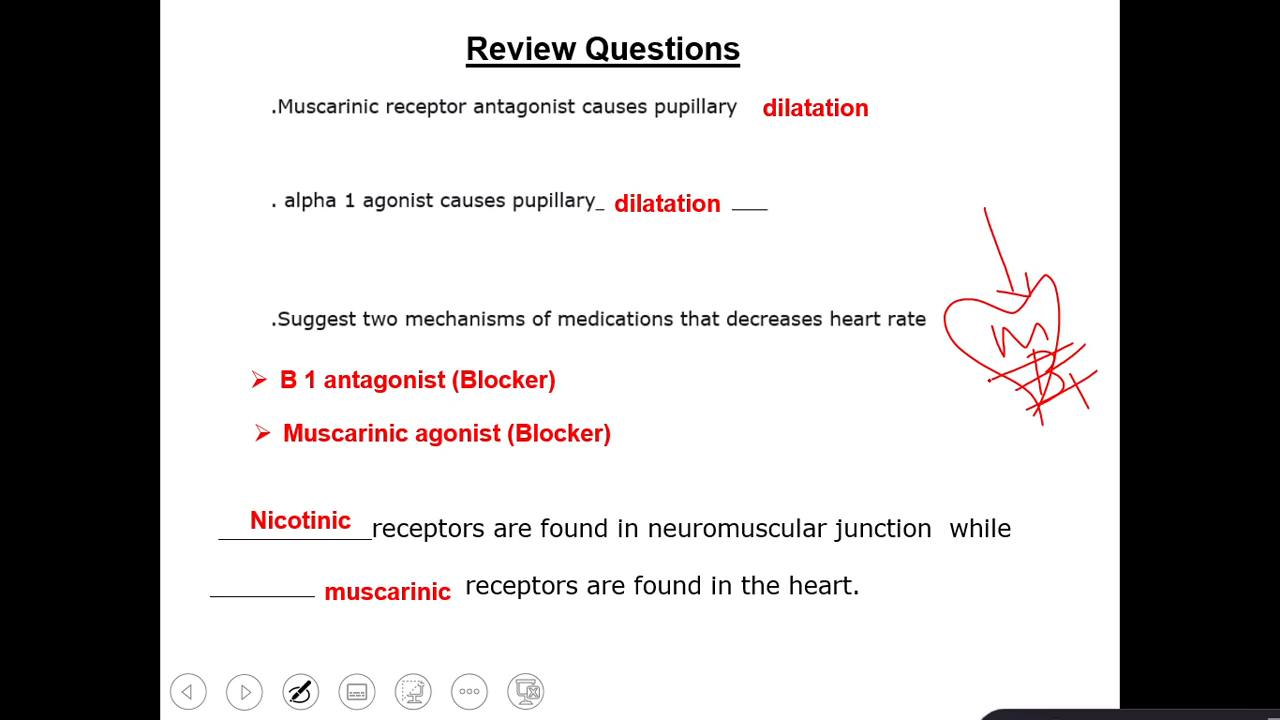 Review Questions
.Muscarinic receptor antagonist causes pupillary dilatation
. alpha 1 agonist causes pupillary_ dilatation ___
.Suggest two mechanisms of medications that decreases heart rate
➢ B 1 antagonist (Blocker)
➢ Muscarinic agonist (Blocker)
M
B
Nicotinic receptors are found in neuromuscular junction while
________ muscarinic receptors are found in the heart.